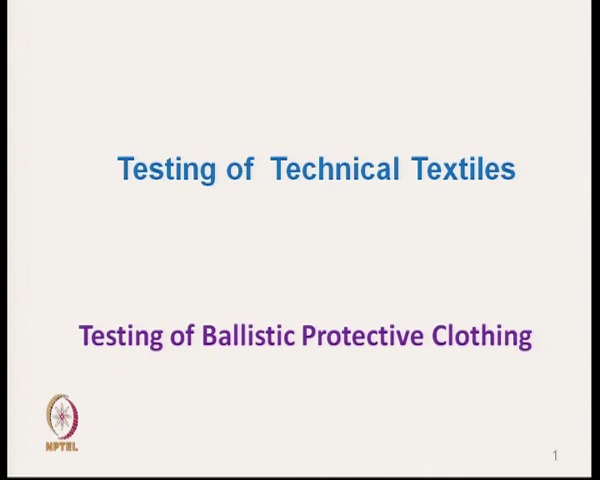 Testing of Technical Textiles
Testing of Ballistic Protective Clothing
NPTEL
1